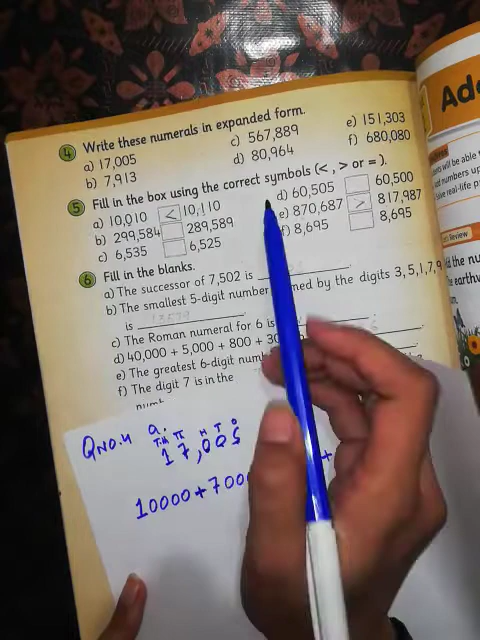 4 Write these numerals in expanded form.
a) 17,005 c) 567,889 e) 151,303
b) 7,913 d) 80,964 f) 680,080
5 Fill in the box using the correct symbols (<, > or =).
a) 10,010 < 10,110 d) 60,505 60,500
b) 299,584 289,589 e) 870,687 > 817,987
c) 6,535 6,525 f) 8,695 8,695
6 Fill in the blanks.
a) The successor of 7,502 is
b) The smallest 5-digit number by the digits 3, 5, 1, 7, 9
is
c) The Roman numeral for 6 is
d) 40,000 + 5,000 + 800 + 
e) The greatest 6-digit
f) The digit 7 is in the
Q NO.4 a.
T.Th Th H T O
17,005
10000 + 
+
Review